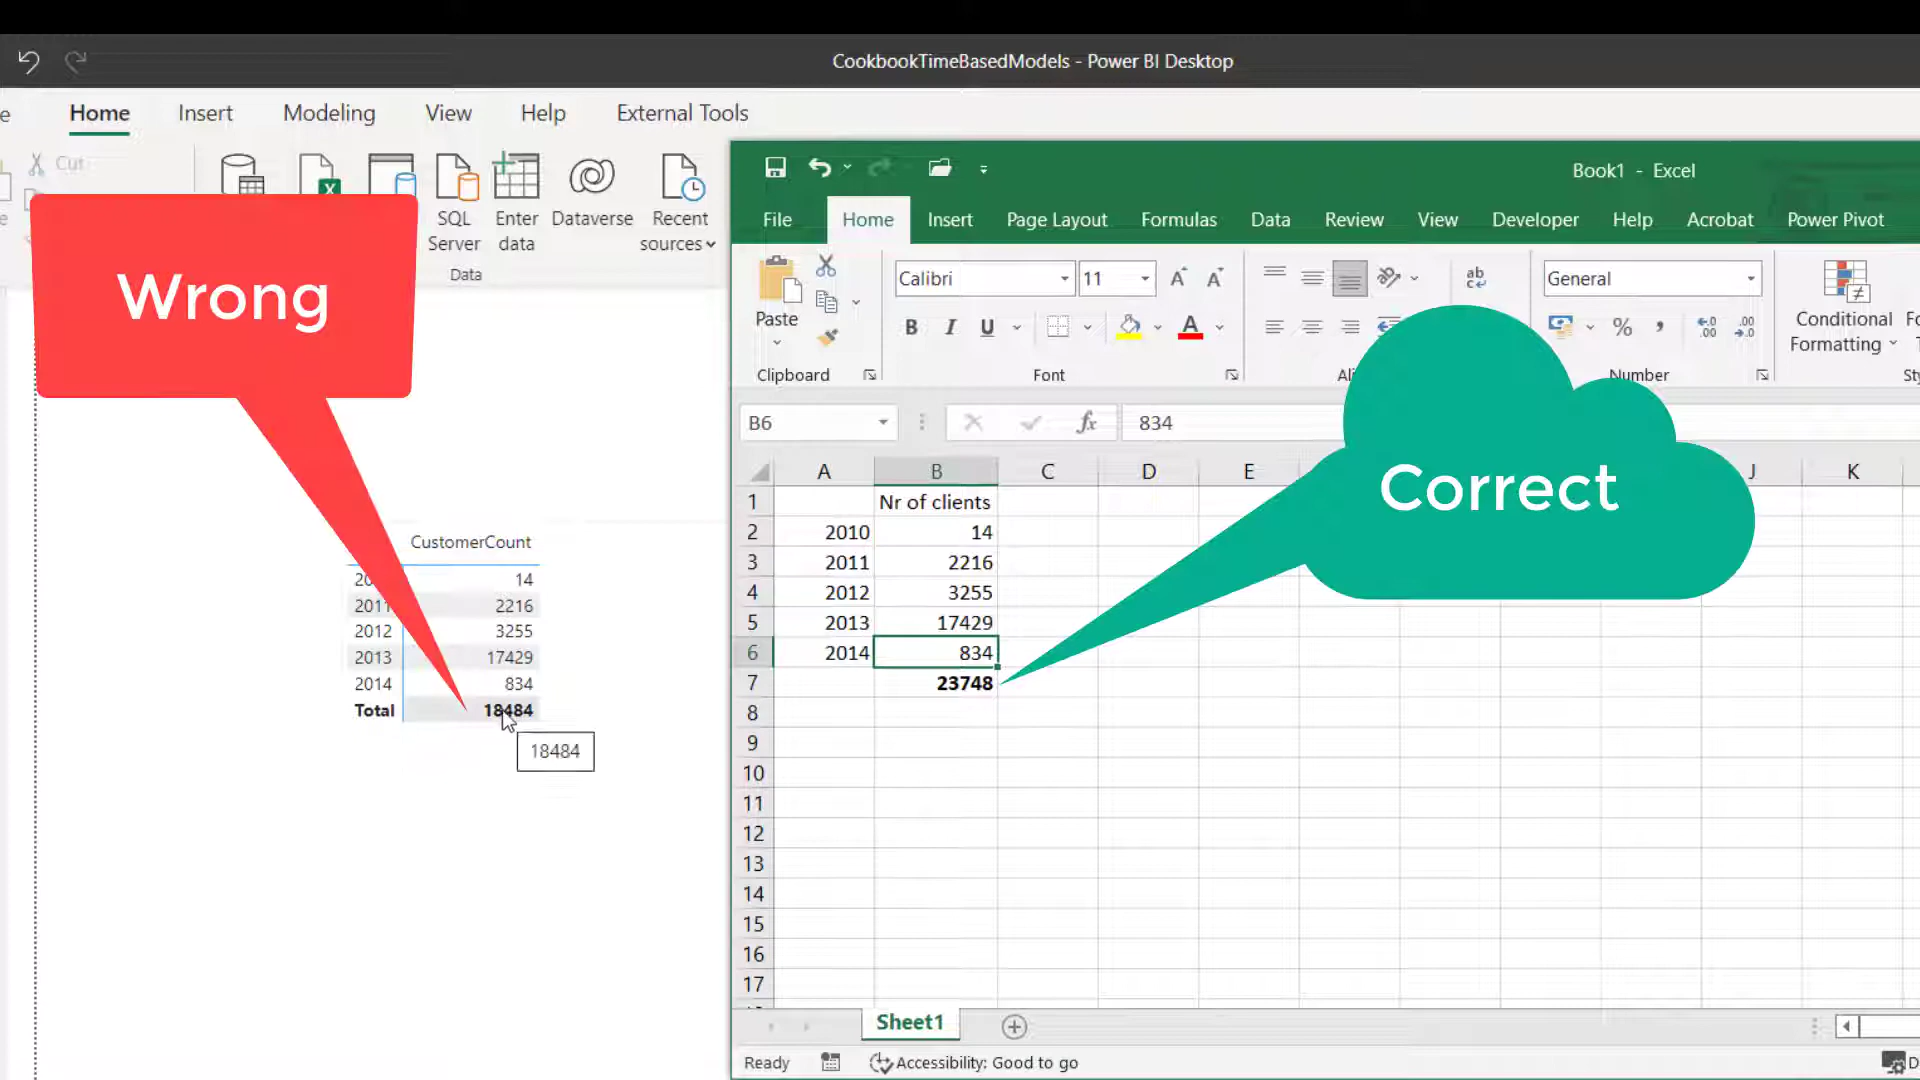 CookbookTimeBasedModels - Power BI Desktop
e Home Insert Modeling View Help External Tools
Cut
SQL Server
Enter data
Dataverse
Recent sources
Data
Wrong
CustomerCount
14
2011 2216
2012 3255
2013 17429
2014 834
Total 18484
18484
Book1 - Excel
File Home Insert Page Layout Formulas Data Review View Developer Help Acrobat Power Pivot
Paste
Clipboard
Calibri 11
B I U A
Font
ab
General
% ,
Number
Conditional Formatting
B6
fx 834
Correct
A B C D E J K
1 Nr of clients
2 2010 14
3 2011 2216
4 2012 3255
5 2013 17429
6 2014 834
7 23748
8
9
10
11
12
13
14
15
16
17
Sheet1
Ready Accessibility: Good to go